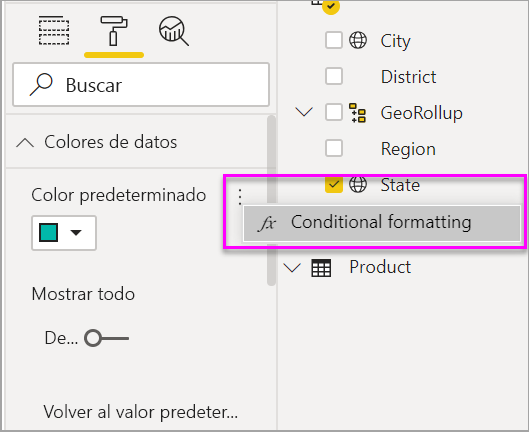 Buscar
Colores de datos
Color predeterminado
Mostrar todo
De...
Volver al valor predeter...
City
District
GeoRollup
Region
State
fx Conditional formatting
Product